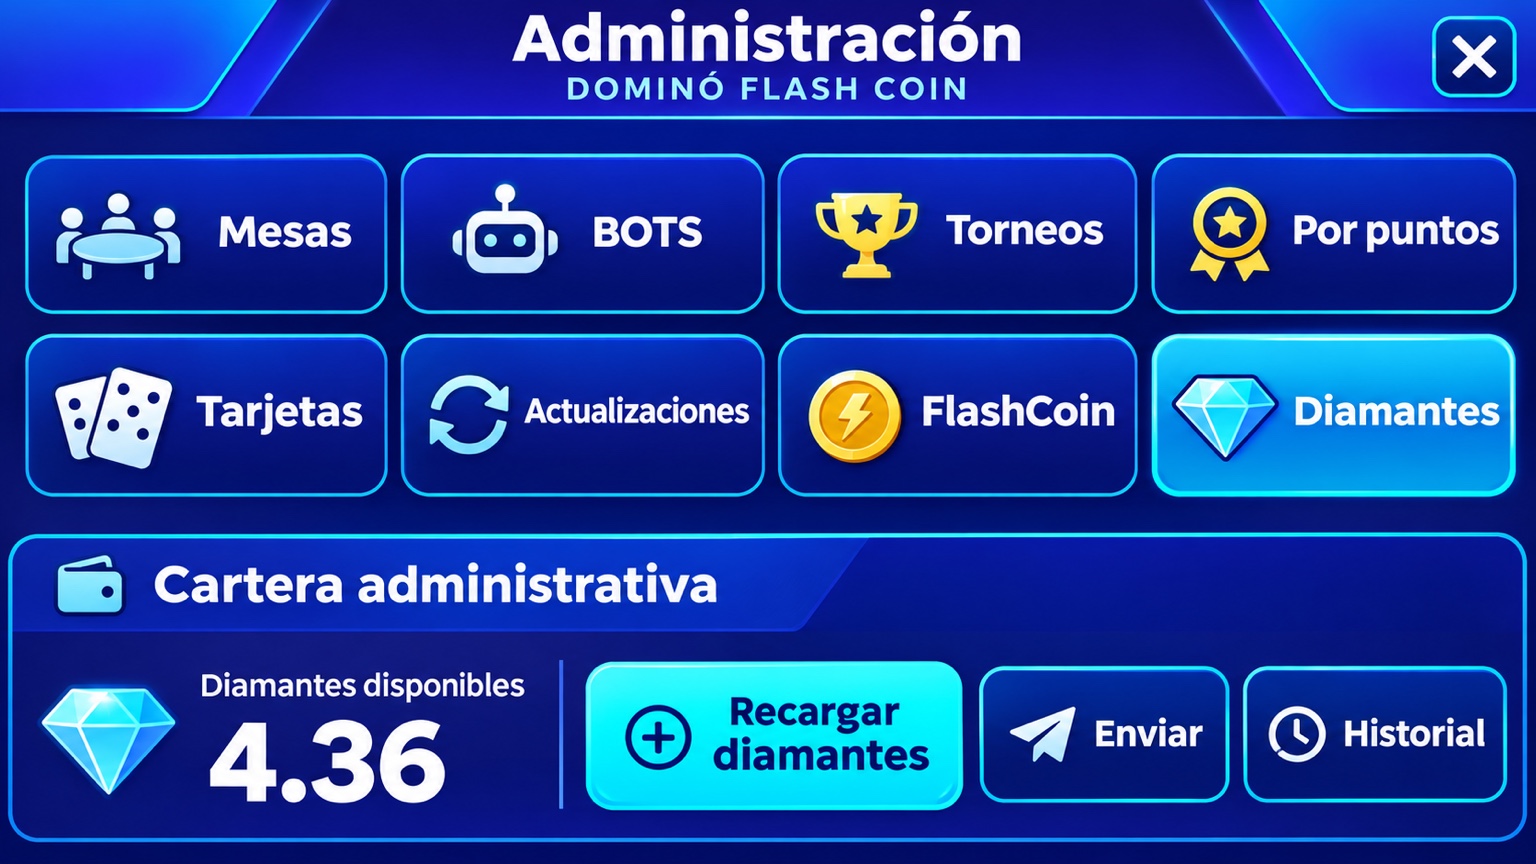 Administración
DOMINÓ FLASH COIN
Mesas
BOTS
Torneos
Por puntos
Tarjetas
Actualizaciones
FlashCoin
Diamantes
Cartera administrativa
Diamantes disponibles
4.36
Recargar
diamantes
Enviar
Historial